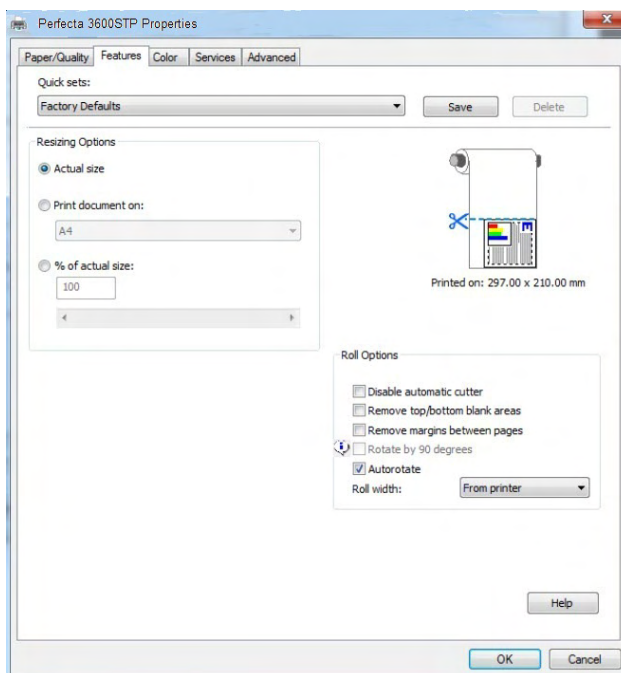 Perfecta 3600STP Properties
Paper/Quality Features Color Services Advanced
Quick sets:
Factory Defaults Save Delete
Resizing Options
Actual size
Print document on:
A4
% of actual size:
100
Printed on: 297.00 x 210.00 mm
Roll Options
Disable automatic cutter
Remove top/bottom blank areas
Remove margins between pages
Rotate by 90 degrees
Autorotate
Roll width: From printer
Help
OK Cancel